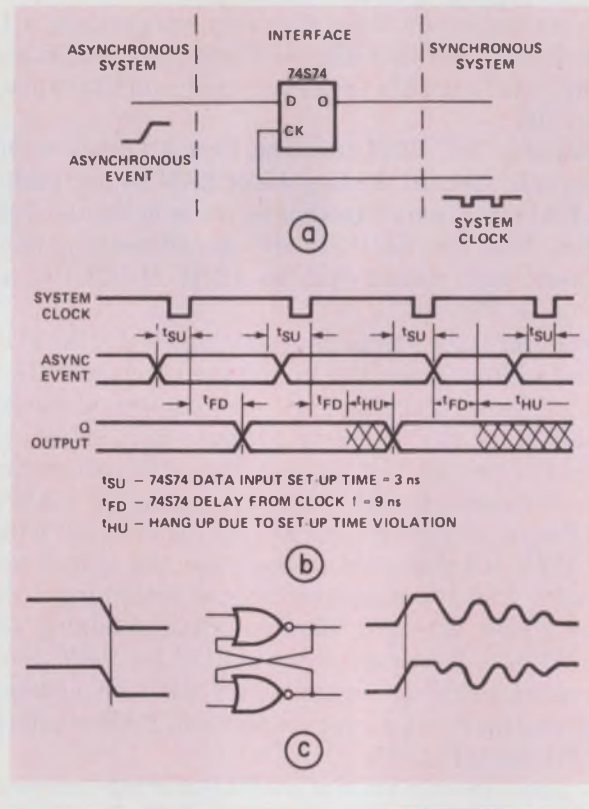 ASYNCHRONOUS
SYSTEM
INTERFACE
SYNCHRONOUS
SYSTEM
74S74
D O
CK
ASYNCHRONOUS
EVENT
SYSTEM
CLOCK
a
SYSTEM
CLOCK
tSU tSU tSU tSU
ASYNC
EVENT
tFD tFD tHU tFD tHU
Q
OUTPUT
tSU – 74S74 DATA INPUT SET-UP TIME = 3 ns
tFD – 74S74 DELAY FROM CLOCK ↑ = 9 ns
tHU – HANG UP DUE TO SET-UP TIME VIOLATION
b
c